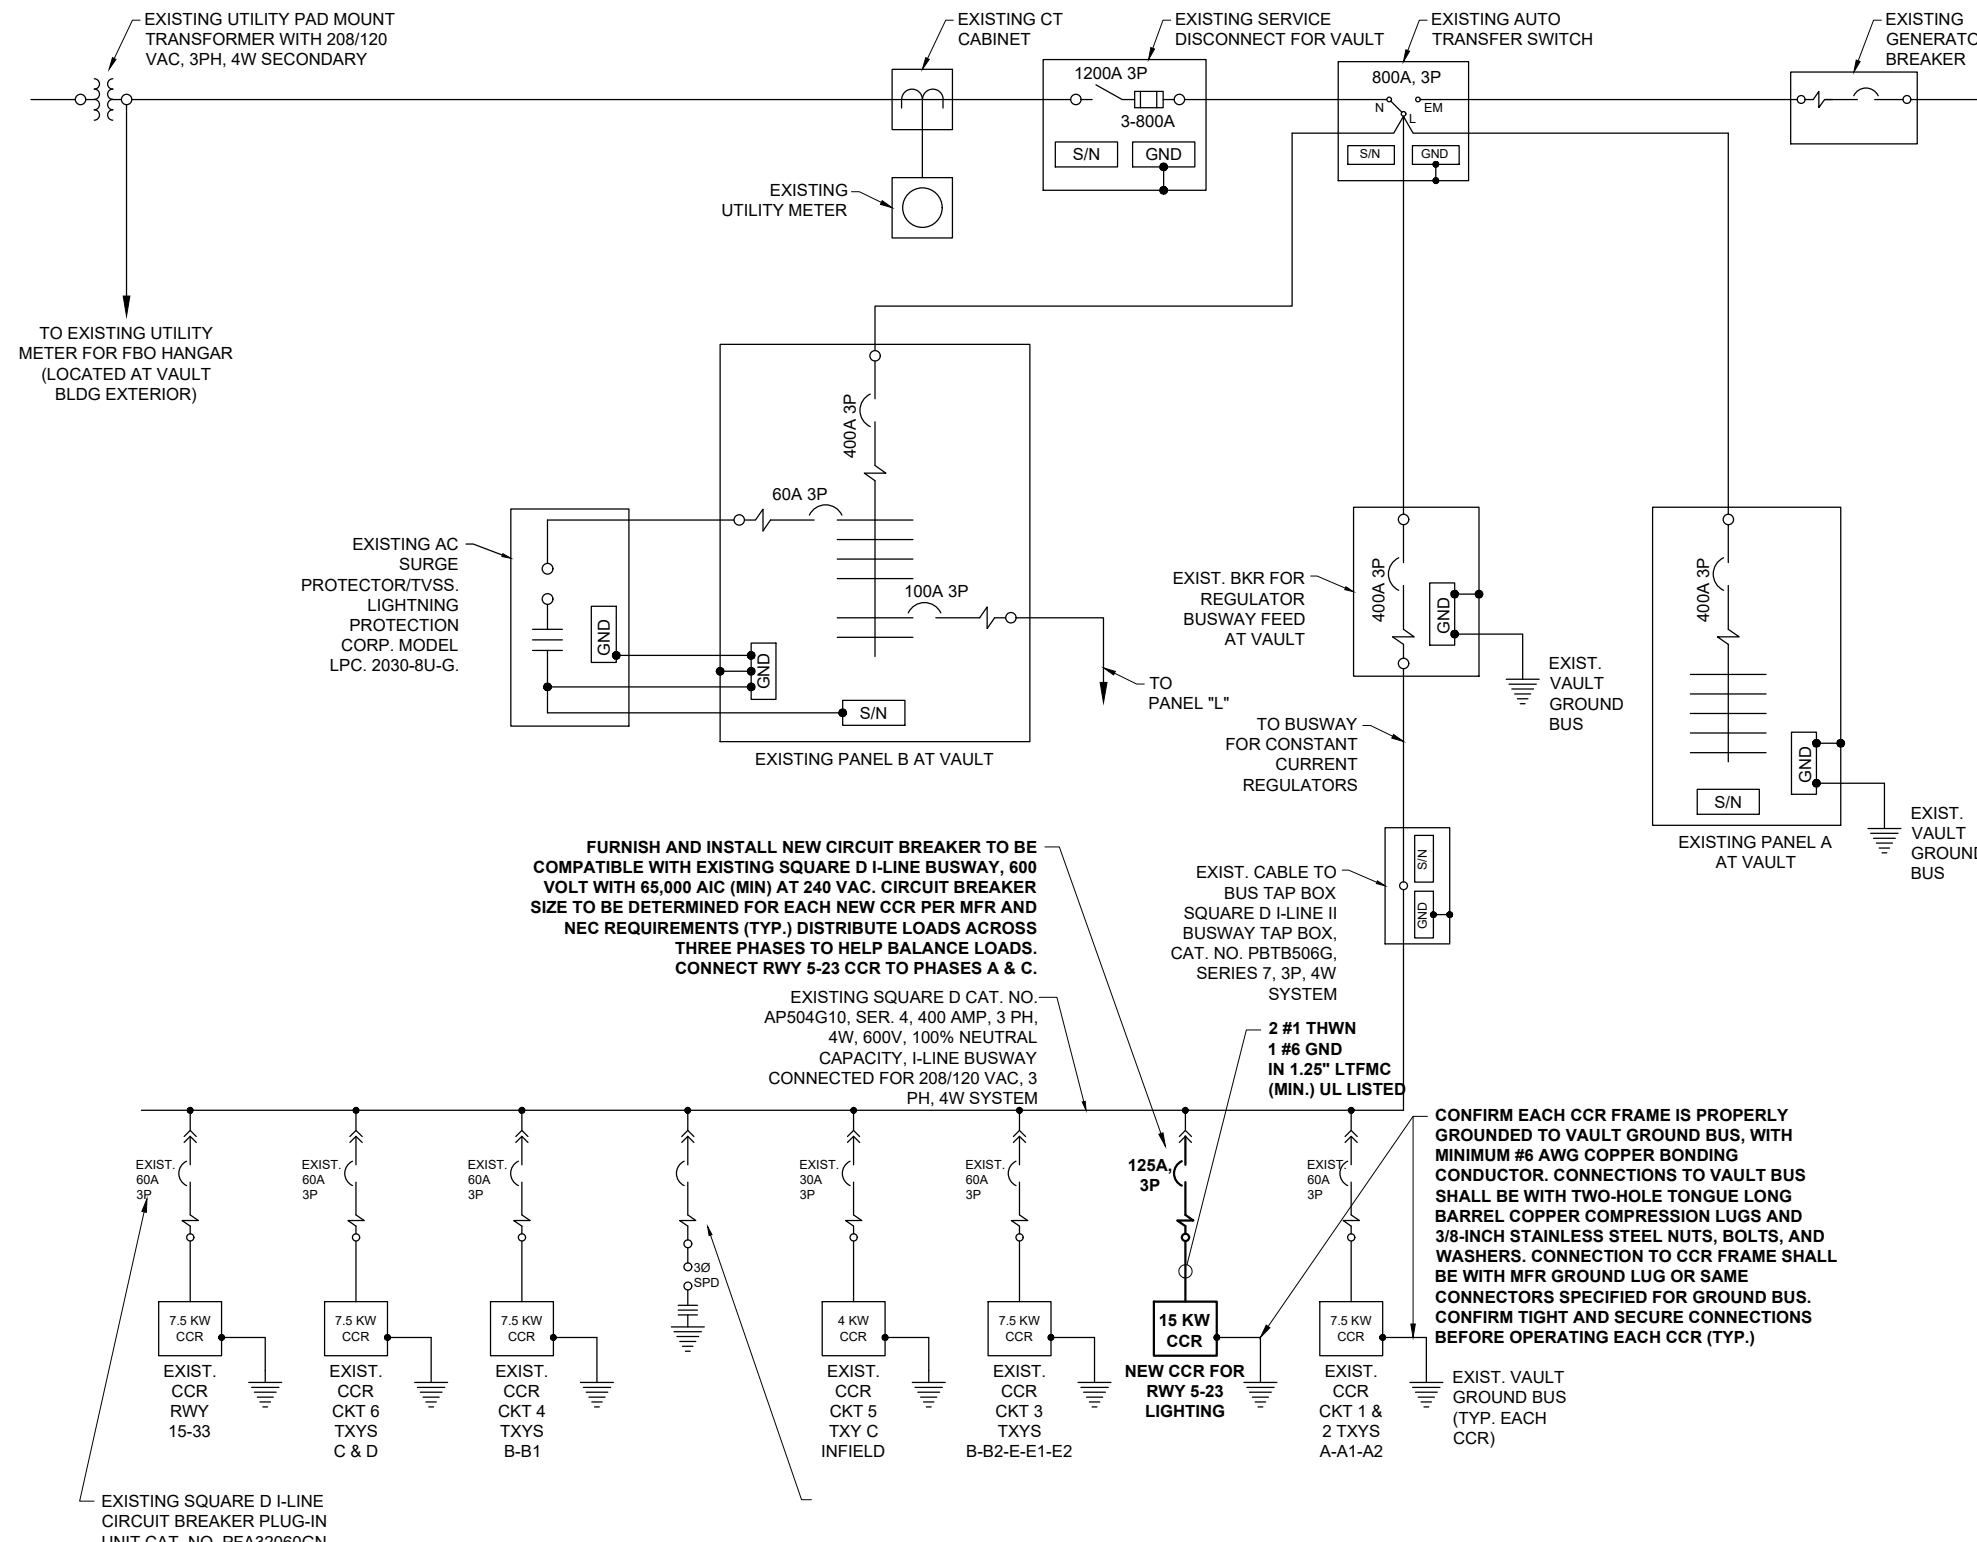 EXISTING UTILITY PAD MOUNT
TRANSFORMER WITH 208/120
VAC, 3PH, 4W SECONDARY
EXISTING CT
CABINET
EXISTING SERVICE
DISCONNECT FOR VAULT
EXISTING AUTO
TRANSFER SWITCH
EXISTING
BREAKER
1200A 3P
3-800A
S/N
GND
800A, 3P
N
EM
L
S/N
GND
EXISTING
UTILITY METER
TO EXISTING UTILITY
METER FOR FBO HANGAR
(LOCATED AT VAULT
BLDG EXTERIOR)
400A 3P
60A 3P
100A 3P
GND
GND
S/N
EXISTING AC
SURGE
PROTECTOR/TVSS.
LIGHTNING
PROTECTION
CORP. MODEL
LPC. 2030-8U-G.
EXISTING PANEL B AT VAULT
TO
PANEL "L"
EXIST. BKR FOR
REGULATOR
BUSWAY FEED
AT VAULT
400A 3P
GND
EXIST.
VAULT
GROUND
BUS
400A 3P
GND
S/N
EXISTING PANEL A
AT VAULT
EXIST.
VAULT
BUS
TO BUSWAY
FOR CONSTANT
CURRENT
REGULATORS
FURNISH AND INSTALL NEW CIRCUIT BREAKER TO BE
COMPATIBLE WITH EXISTING SQUARE D I-LINE BUSWAY, 600
VOLT WITH 65,000 AIC (MIN) AT 240 VAC. CIRCUIT BREAKER
SIZE TO BE DETERMINED FOR EACH NEW CCR PER MFR AND
NEC REQUIREMENTS (TYP.) DISTRIBUTE LOADS ACROSS
THREE PHASES TO HELP BALANCE LOADS.
CONNECT RWY 5-23 CCR TO PHASES A & C.
EXIST. CABLE TO
BUS TAP BOX
SQUARE D I-LINE II
BUSWAY TAP BOX,
CAT. NO. PBTB506G,
SERIES 7, 3P, 4W
SYSTEM
S/N
GND
EXISTING SQUARE D CAT. NO.
AP504G10, SER. 4, 400 AMP, 3 PH,
4W, 600V, 100% NEUTRAL
CAPACITY, I-LINE BUSWAY
CONNECTED FOR 208/120 VAC, 3
PH, 4W SYSTEM
2 #1 THWN
1 #6 GND
IN 1.25" LTFMC
(MIN.) UL LISTED
CONFIRM EACH CCR FRAME IS PROPERLY
GROUNDED TO VAULT GROUND BUS, WITH
MINIMUM #6 AWG COPPER BONDING
CONDUCTOR. CONNECTIONS TO VAULT BUS
SHALL BE WITH TWO-HOLE TONGUE LONG
BARREL COPPER COMPRESSION LUGS AND
3/8-INCH STAINLESS STEEL NUTS, BOLTS, AND
WASHERS. CONNECTION TO CCR FRAME SHALL
BE WITH MFR GROUND LUG OR SAME
CONNECTORS SPECIFIED FOR GROUND BUS.
CONFIRM TIGHT AND SECURE CONNECTIONS
BEFORE OPERATING EACH CCR (TYP.)
EXIST.
60A
3P
EXIST.
60A
3P
EXIST.
60A
3P
3Ø
SPD
EXIST.
30A
3P
EXIST.
60A
3P
125A,
3P
EXIST.
60A
3P
7.5 KW
CCR
7.5 KW
CCR
7.5 KW
CCR
4 KW
CCR
7.5 KW
CCR
15 KW
CCR
7.5 KW
CCR
EXIST.
CCR
RWY
15-33
EXIST.
CCR
CKT 6
TXYS
C & D
EXIST.
CCR
CKT 4
TXYS
B-B1
EXIST.
CCR
CKT 5
TXY C
INFIELD
EXIST.
CCR
CKT 3
TXYS
B-B2-E-E1-E2
NEW CCR FOR
RWY 5-23
LIGHTING
EXIST.
CCR
CKT 1 &
2 TXYS
A-A1-A2
EXIST. VAULT
GROUND BUS
(TYP. EACH
CCR)
EXISTING SQUARE D I-LINE
CIRCUIT BREAKER PLUG-IN